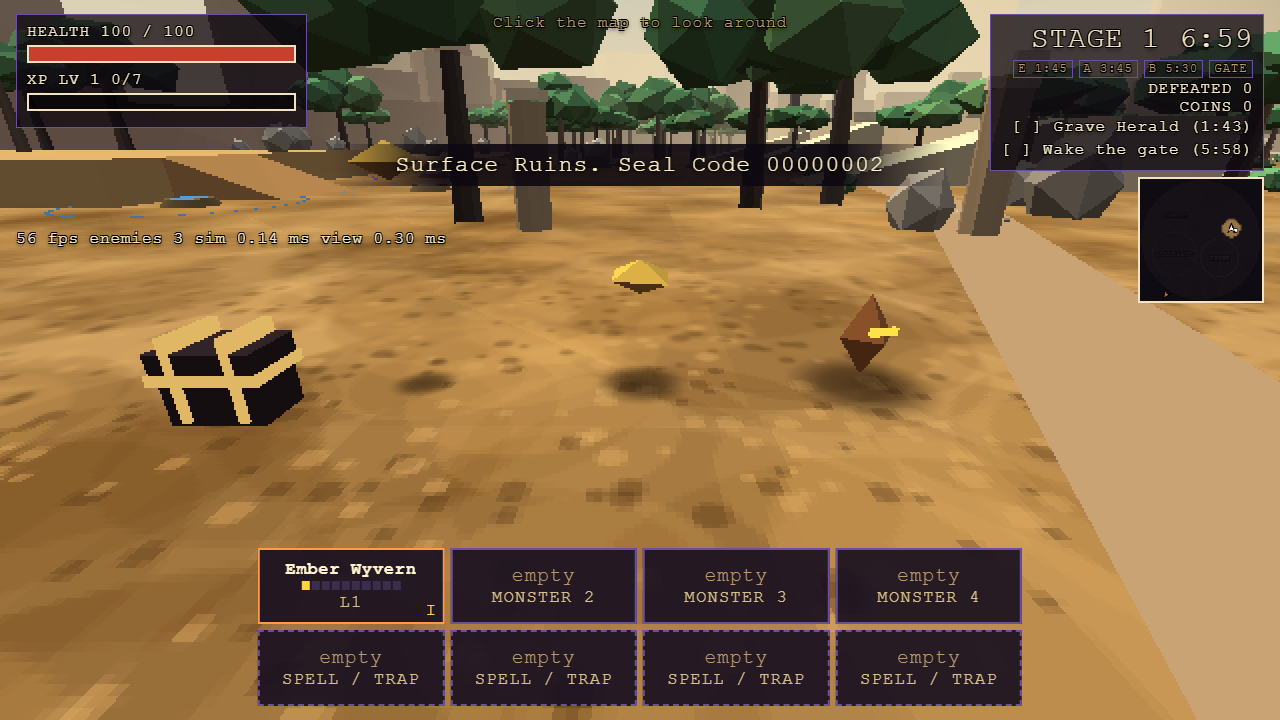 HEALTH 100 / 100
XP LV 1 0/7
Click the map to look around
STAGE 1 6:59
E 1:45 A 3:45 B 5:30 GATE
DEFEATED 0
COINS 0
[ ] Grave Herald (1:43)
[ ] Wake the gate (5:58)
Surface Ruins. Seal Code 00000002
56 fps enemies 3 sim 0.14 ms view 0.30 ms
Ember Wyvern
L1
I
empty
MONSTER 2
empty
MONSTER 3
empty
MONSTER 4
empty
SPELL / TRAP
empty
SPELL / TRAP
empty
SPELL / TRAP
empty
SPELL / TRAP